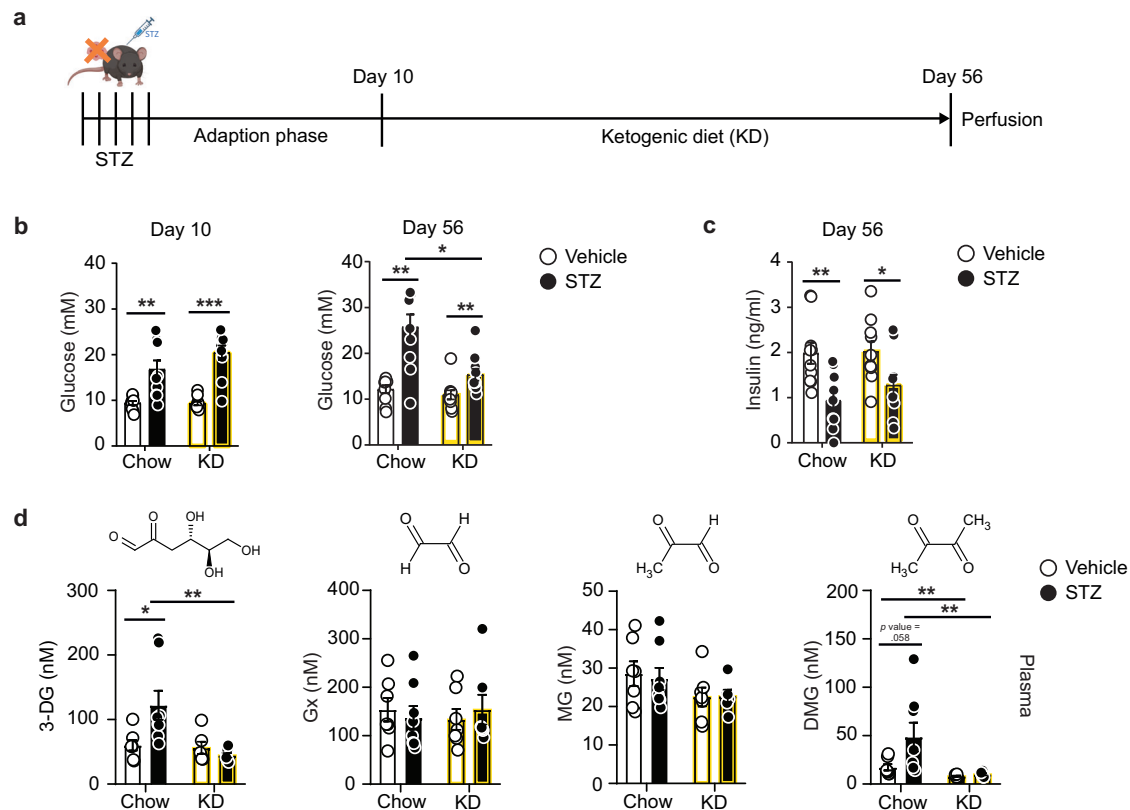 a
STZ
Day 10
Day 56
Adaption phase
Ketogenic diet (KD)
Perfusion
STZ
b
Day 10
Glucose (mM)
40
30
20
10
0
**
***
Chow
KD
Day 56
Glucose (mM)
40
30
20
10
0
**
*
**
Chow
KD
Vehicle
STZ
c
Day 56
Insulin (ng/ml)
4
3
2
1
0
**
*
Chow
KD
Vehicle
STZ
d
O
O
OH
OH
OH
3-DG (nM)
300
200
100
0
*
**
Chow
KD
O
H
H
O
Gx (nM)
400
300
200
100
0
Chow
KD
O
H
H3C
O
MG (nM)
50
40
30
20
10
0
Chow
KD
O
CH3
H3C
O
DMG (nM)
200
150
100
50
0
**
**
p value =
.058
Chow
KD
Vehicle
STZ
Plasma